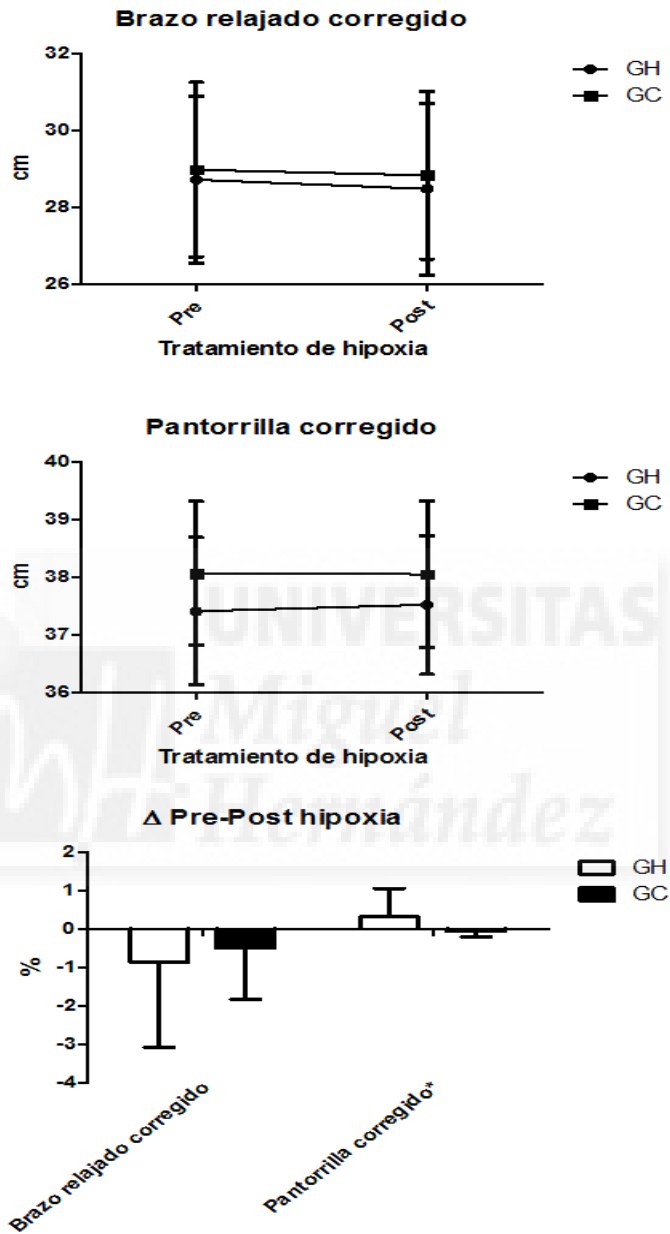 Brazo relajado corregido
32
30
28
26
cm
GH
GC
Pre
Post
Tratamiento de hipoxia
Pantorrilla corregido
40
39
38
37
36
cm
GH
GC
Pre
Post
Tratamiento de hipoxia
UNIVERSITAS
Miguel
Hernández
Δ Pre-Post hipoxia
2
1
0
-1
-2
-3
-4
%
GH
GC
Brazo relajado corregido
Pantorrilla corregido*